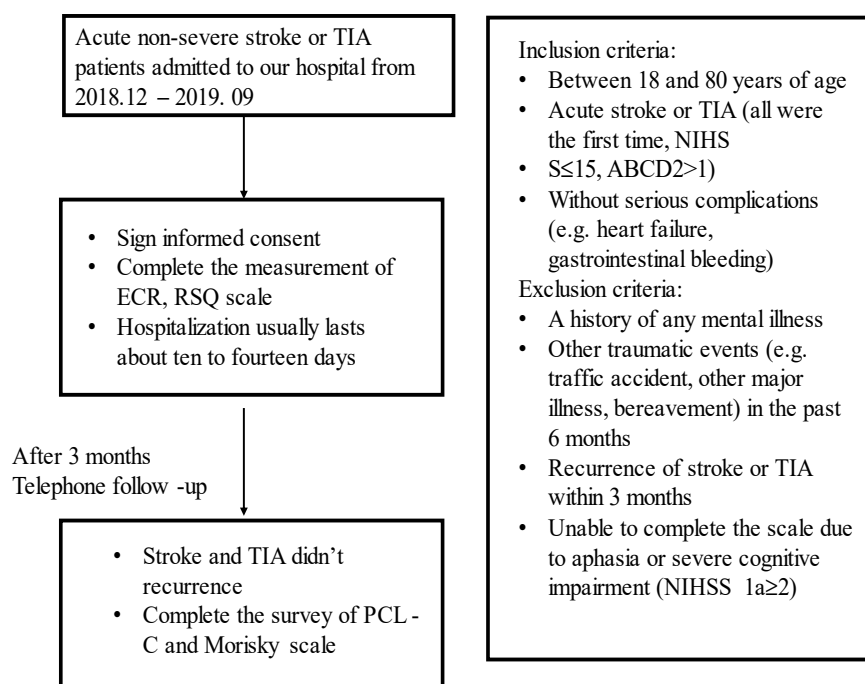 Acute non-severe stroke or TIA
patients admitted to our hospital from
2018.12 – 2019. 09
• Sign informed consent
• Complete the measurement of
ECR, RSQ scale
• Hospitalization usually lasts
about ten to fourteen days
After 3 months
Telephone follow -up
• Stroke and TIA didn't
recurrence
• Complete the survey of PCL -
C and Morisky scale
Inclusion criteria:
• Between 18 and 80 years of age
• Acute stroke or TIA (all were
the first time, NIHS
• S≤15, ABCD2>1)
• Without serious complications
(e.g. heart failure,
gastrointestinal bleeding)
Exclusion criteria:
• A history of any mental illness
• Other traumatic events (e.g.
traffic accident, other major
illness, bereavement) in the past
6 months
• Recurrence of stroke or TIA
within 3 months
• Unable to complete the scale due
to aphasia or severe cognitive
impairment (NIHSS 1a≥2)